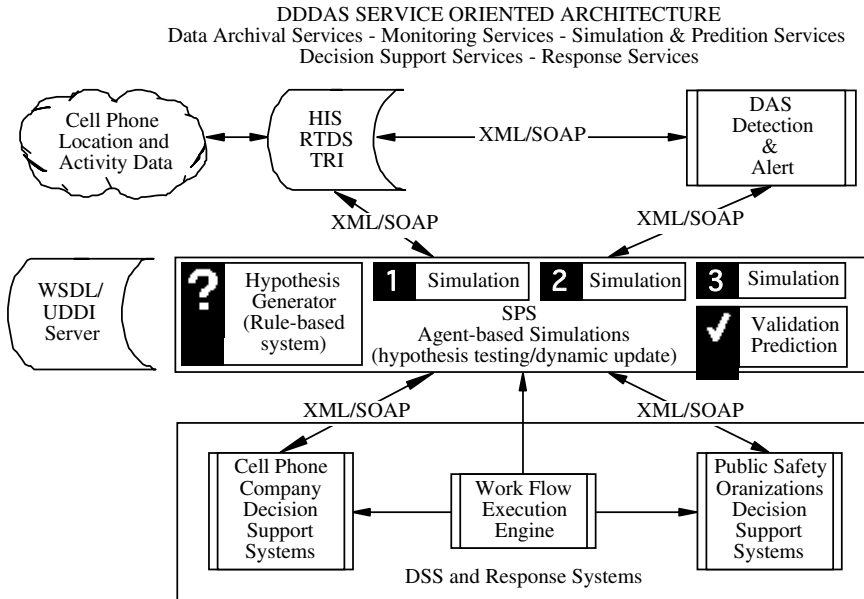 DDDAS SERVICE ORIENTED ARCHITECTURE
Data Archival Services - Monitoring Services - Simulation & Predition Services
Decision Support Services - Response Services
Cell Phone
Location and
Activity Data
HIS
RTDS
TRI
XML/SOAP
DAS
Detection
&
Alert
XML/SOAP
XML/SOAP
WSDL/
UDDI
Server
?
Hypothesis
Generator
(Rule-based
system)
1 Simulation
2 Simulation
3 Simulation
SPS
Agent-based Simulations
(hypothesis testing/dynamic update)
Validation
Prediction
XML/SOAP
XML/SOAP
Cell Phone
Company
Decision
Support
Systems
Work Flow
Execution
Engine
Public Safety
Oranizations
Decision
Support
Systems
DSS and Response Systems